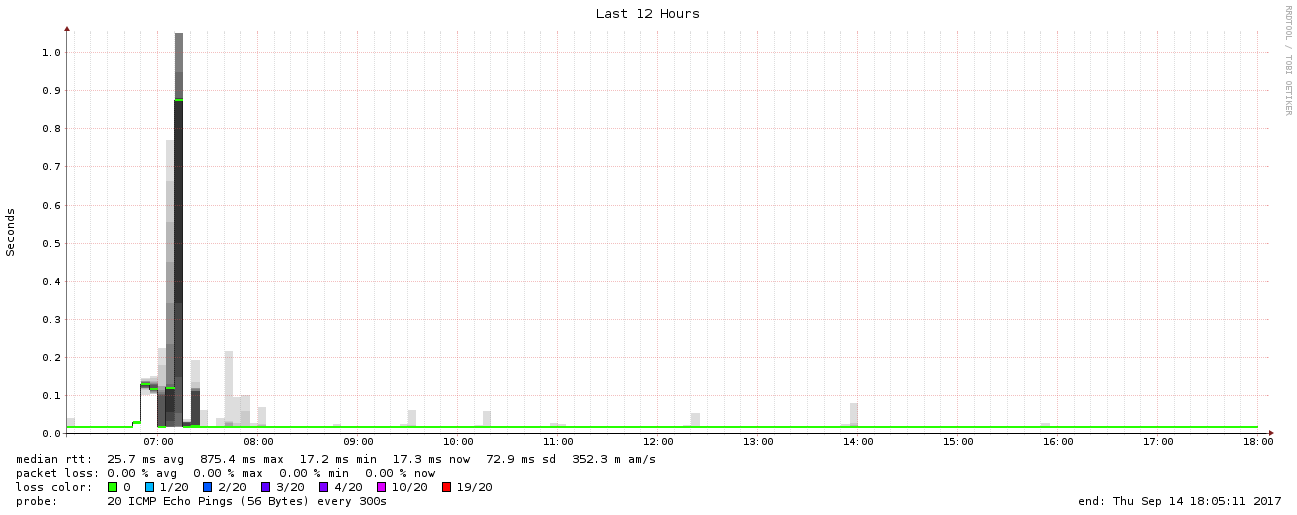 Last 12 Hours
RRDTOOL / TOBI OETIKER
Seconds
1.0
0.9
0.8
0.7
0.6
0.5
0.4
0.3
0.2
0.1
0.0
07:00 08:00 09:00 10:00 11:00 12:00 13:00 14:00 15:00 16:00 17:00 18:00
median rtt: 25.7 ms avg 875.4 ms max 17.2 ms min 17.3 ms now 72.9 ms sd 352.3 m am/s
packet loss: 0.00 % avg 0.00 % max 0.00 % min 0.00 % now
loss color: 0 1/20 2/20 3/20 4/20 10/20 19/20
probe: 20 ICMP Echo Pings (56 Bytes) every 300s end: Thu Sep 14 18:05:11 2017